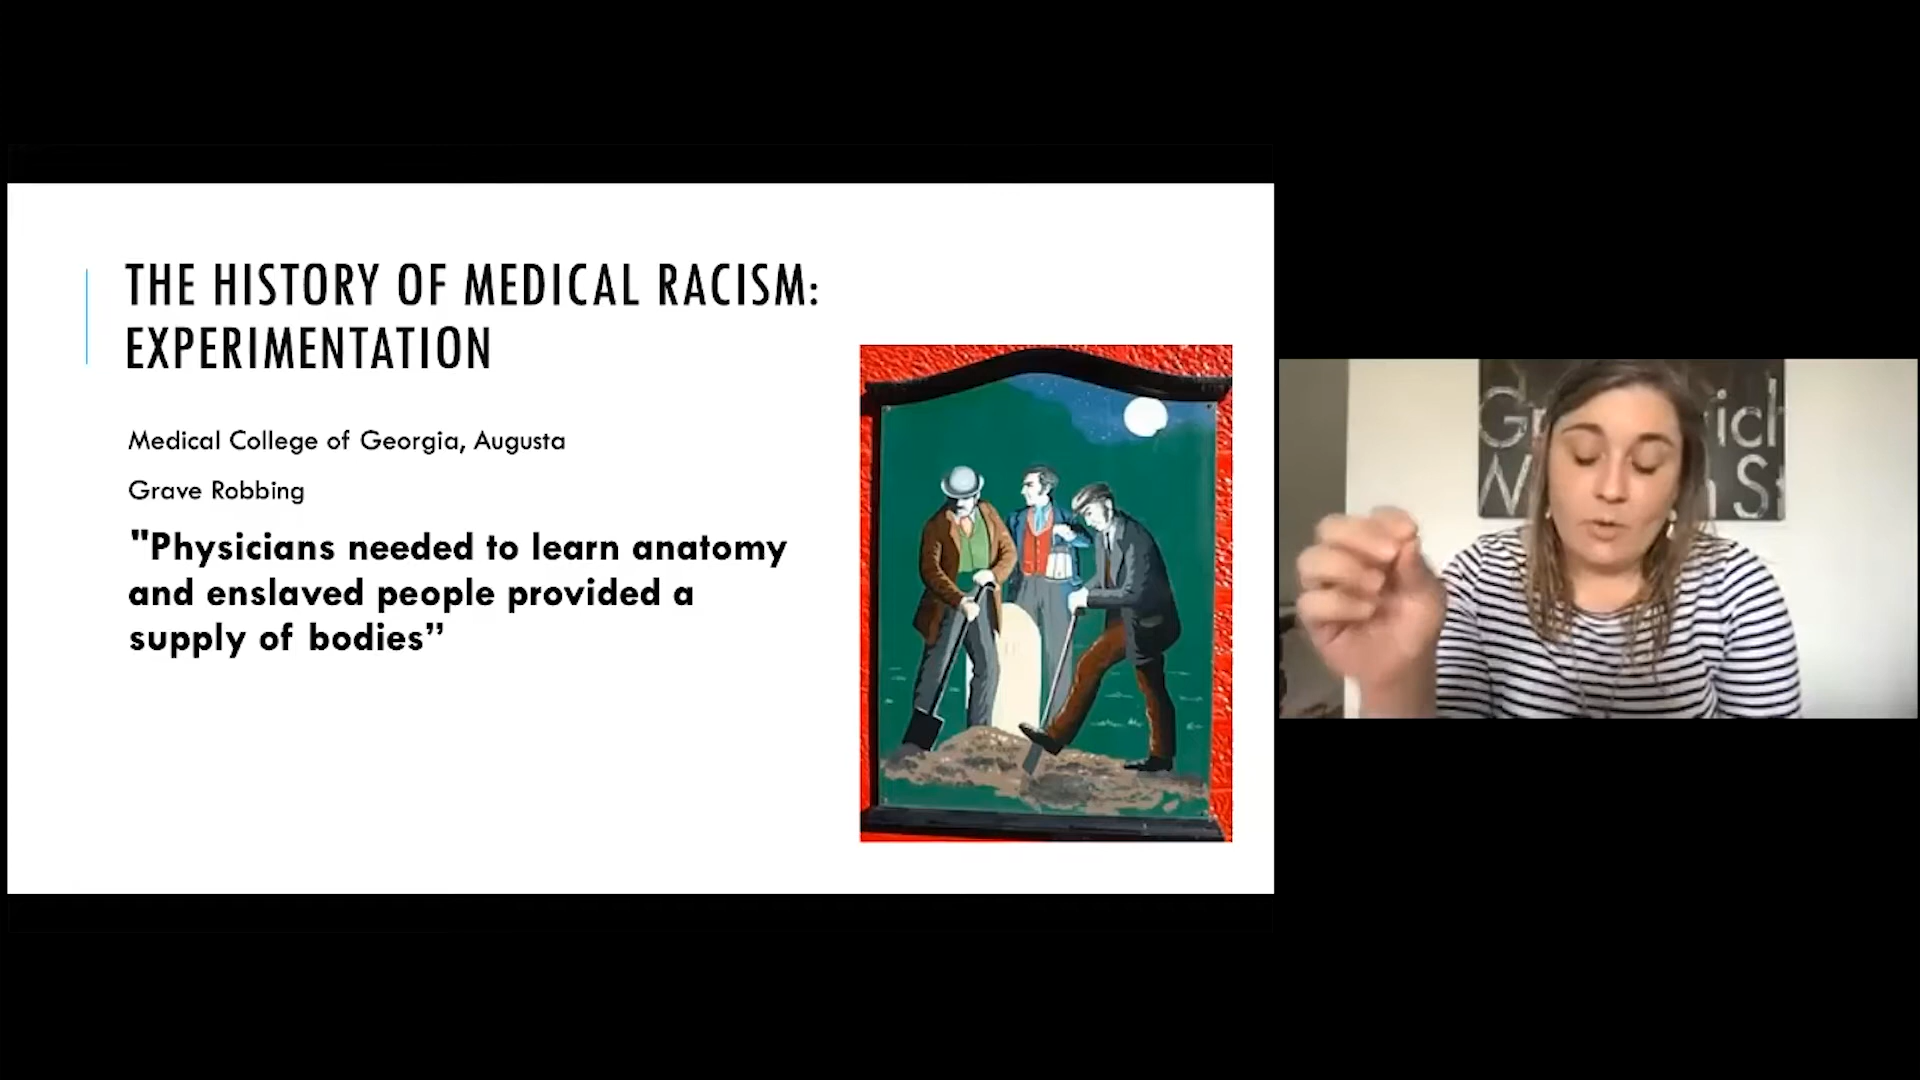 THE HISTORY OF MEDICAL RACISM:
EXPERIMENTATION
Medical College of Georgia, Augusta
Grave Robbing
"Physicians needed to learn anatomy
and enslaved people provided a
supply of bodies”